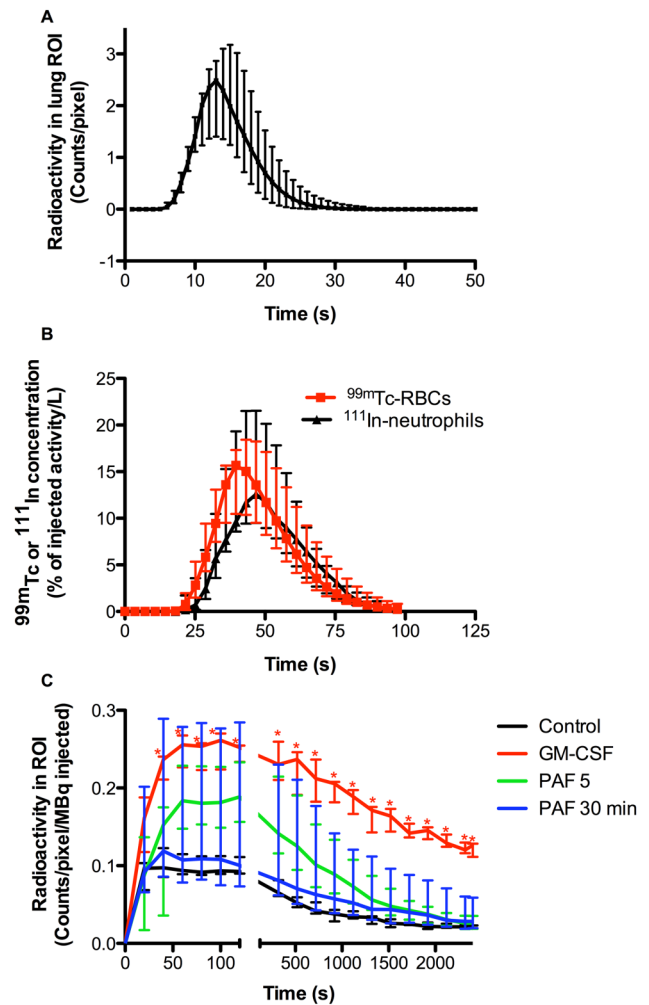 A
Radioactivity in lung ROI
(Counts/pixel)
3
2
1
0
-1
0 10 20 30 40 50
Time (s)
B
99mTc or 111In concentration
(% of injected activity/L)
25
20
15
10
5
0
99mTc-RBCs
111In-neutrophils
0 25 50 75 100 125
Time (s)
C
Radioactivity in ROI
(Counts/pixel/MBq injected)
0.3
0.2
0.1
0.0
* * * * * * * * * * * * * * * * *
Control
GM-CSF
PAF 5
PAF 30 min
0 50 100 500 1000 1500 2000
Time (s)